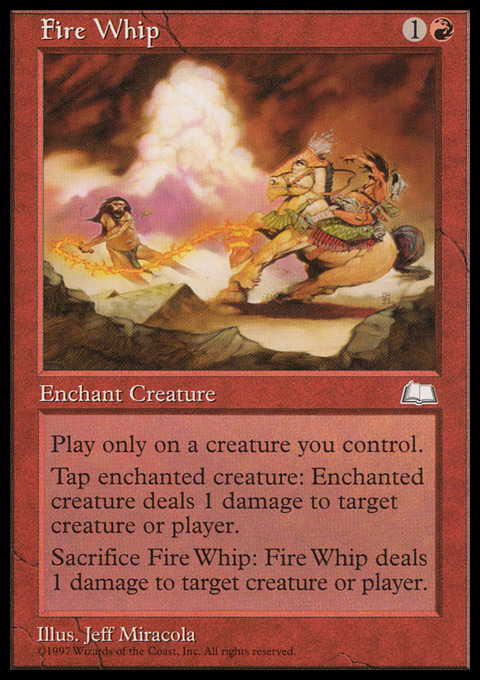 Fire Whip 1
Enchant Creature
Play only on a creature you control.
Tap enchanted creature: Enchanted
creature deals 1 damage to target
creature or player.
Sacrifice Fire Whip: Fire Whip deals
1 damage to target creature or player.
Illus. Jeff Miracola
©1997 Wizards of the Coast, Inc. All rights reserved.